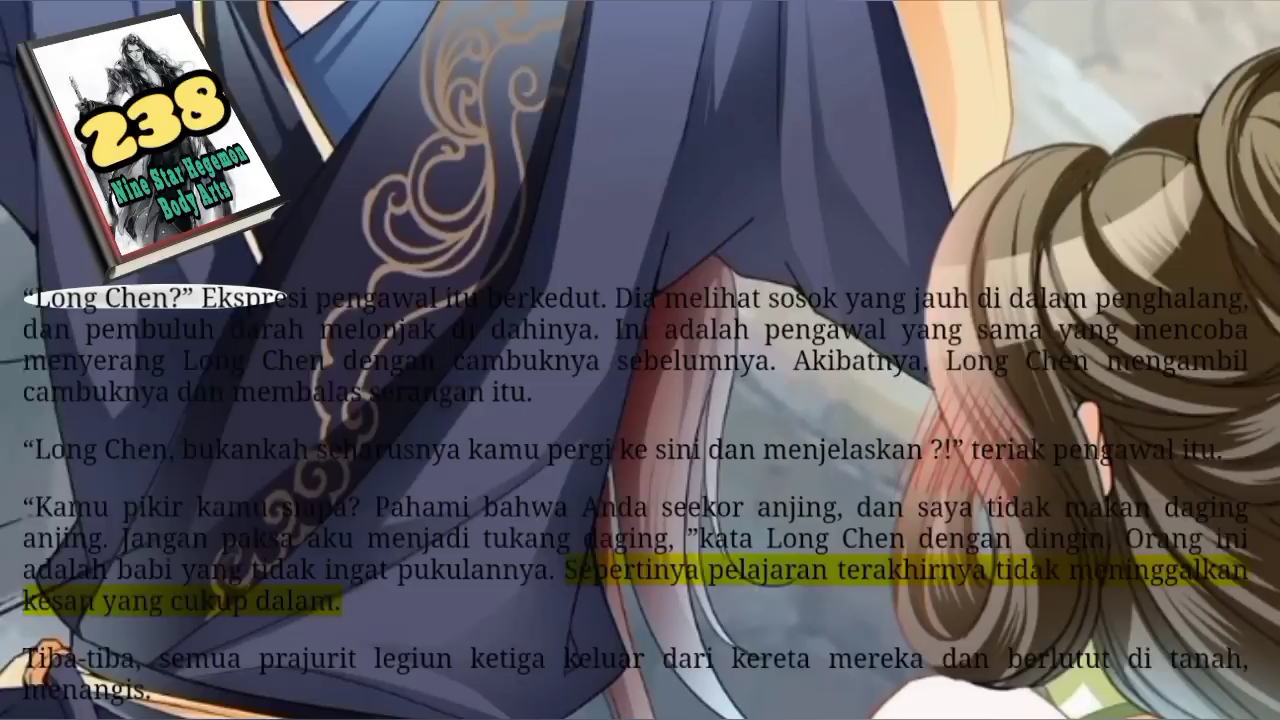 238
Nine Star Hegemon
Body Arts
“Long Chen?” Ekspresi pengawal itu berkedut. Dia melihat sosok yang jauh di dalam penghalang,
dan pembuluh darah melonjak di dahinya. Ini adalah pengawal yang sama yang mencoba
menyerang Long Chen dengan cambuknya sebelumnya. Akibatnya, Long Chen mengambil
cambuknya dan membalas serangan itu.
“Long Chen, bukankah seharusnya kamu pergi ke sini dan menjelaskan ?!” teriak pengawal itu.
“Kamu pikir kamu siapa? Pahami bahwa Anda seekor anjing, dan saya tidak makan daging
anjing. Jangan paksa aku menjadi tukang daging, ”kata Long Chen dengan dingin. Orang ini
adalah babi yang tidak ingat pukulannya. Sepertinya pelajaran terakhirnya tidak meninggalkan
kesan yang cukup dalam.
Tiba-tiba, semua prajurit legiun ketiga keluar dari kereta mereka dan berlutut di tanah,
menangis.